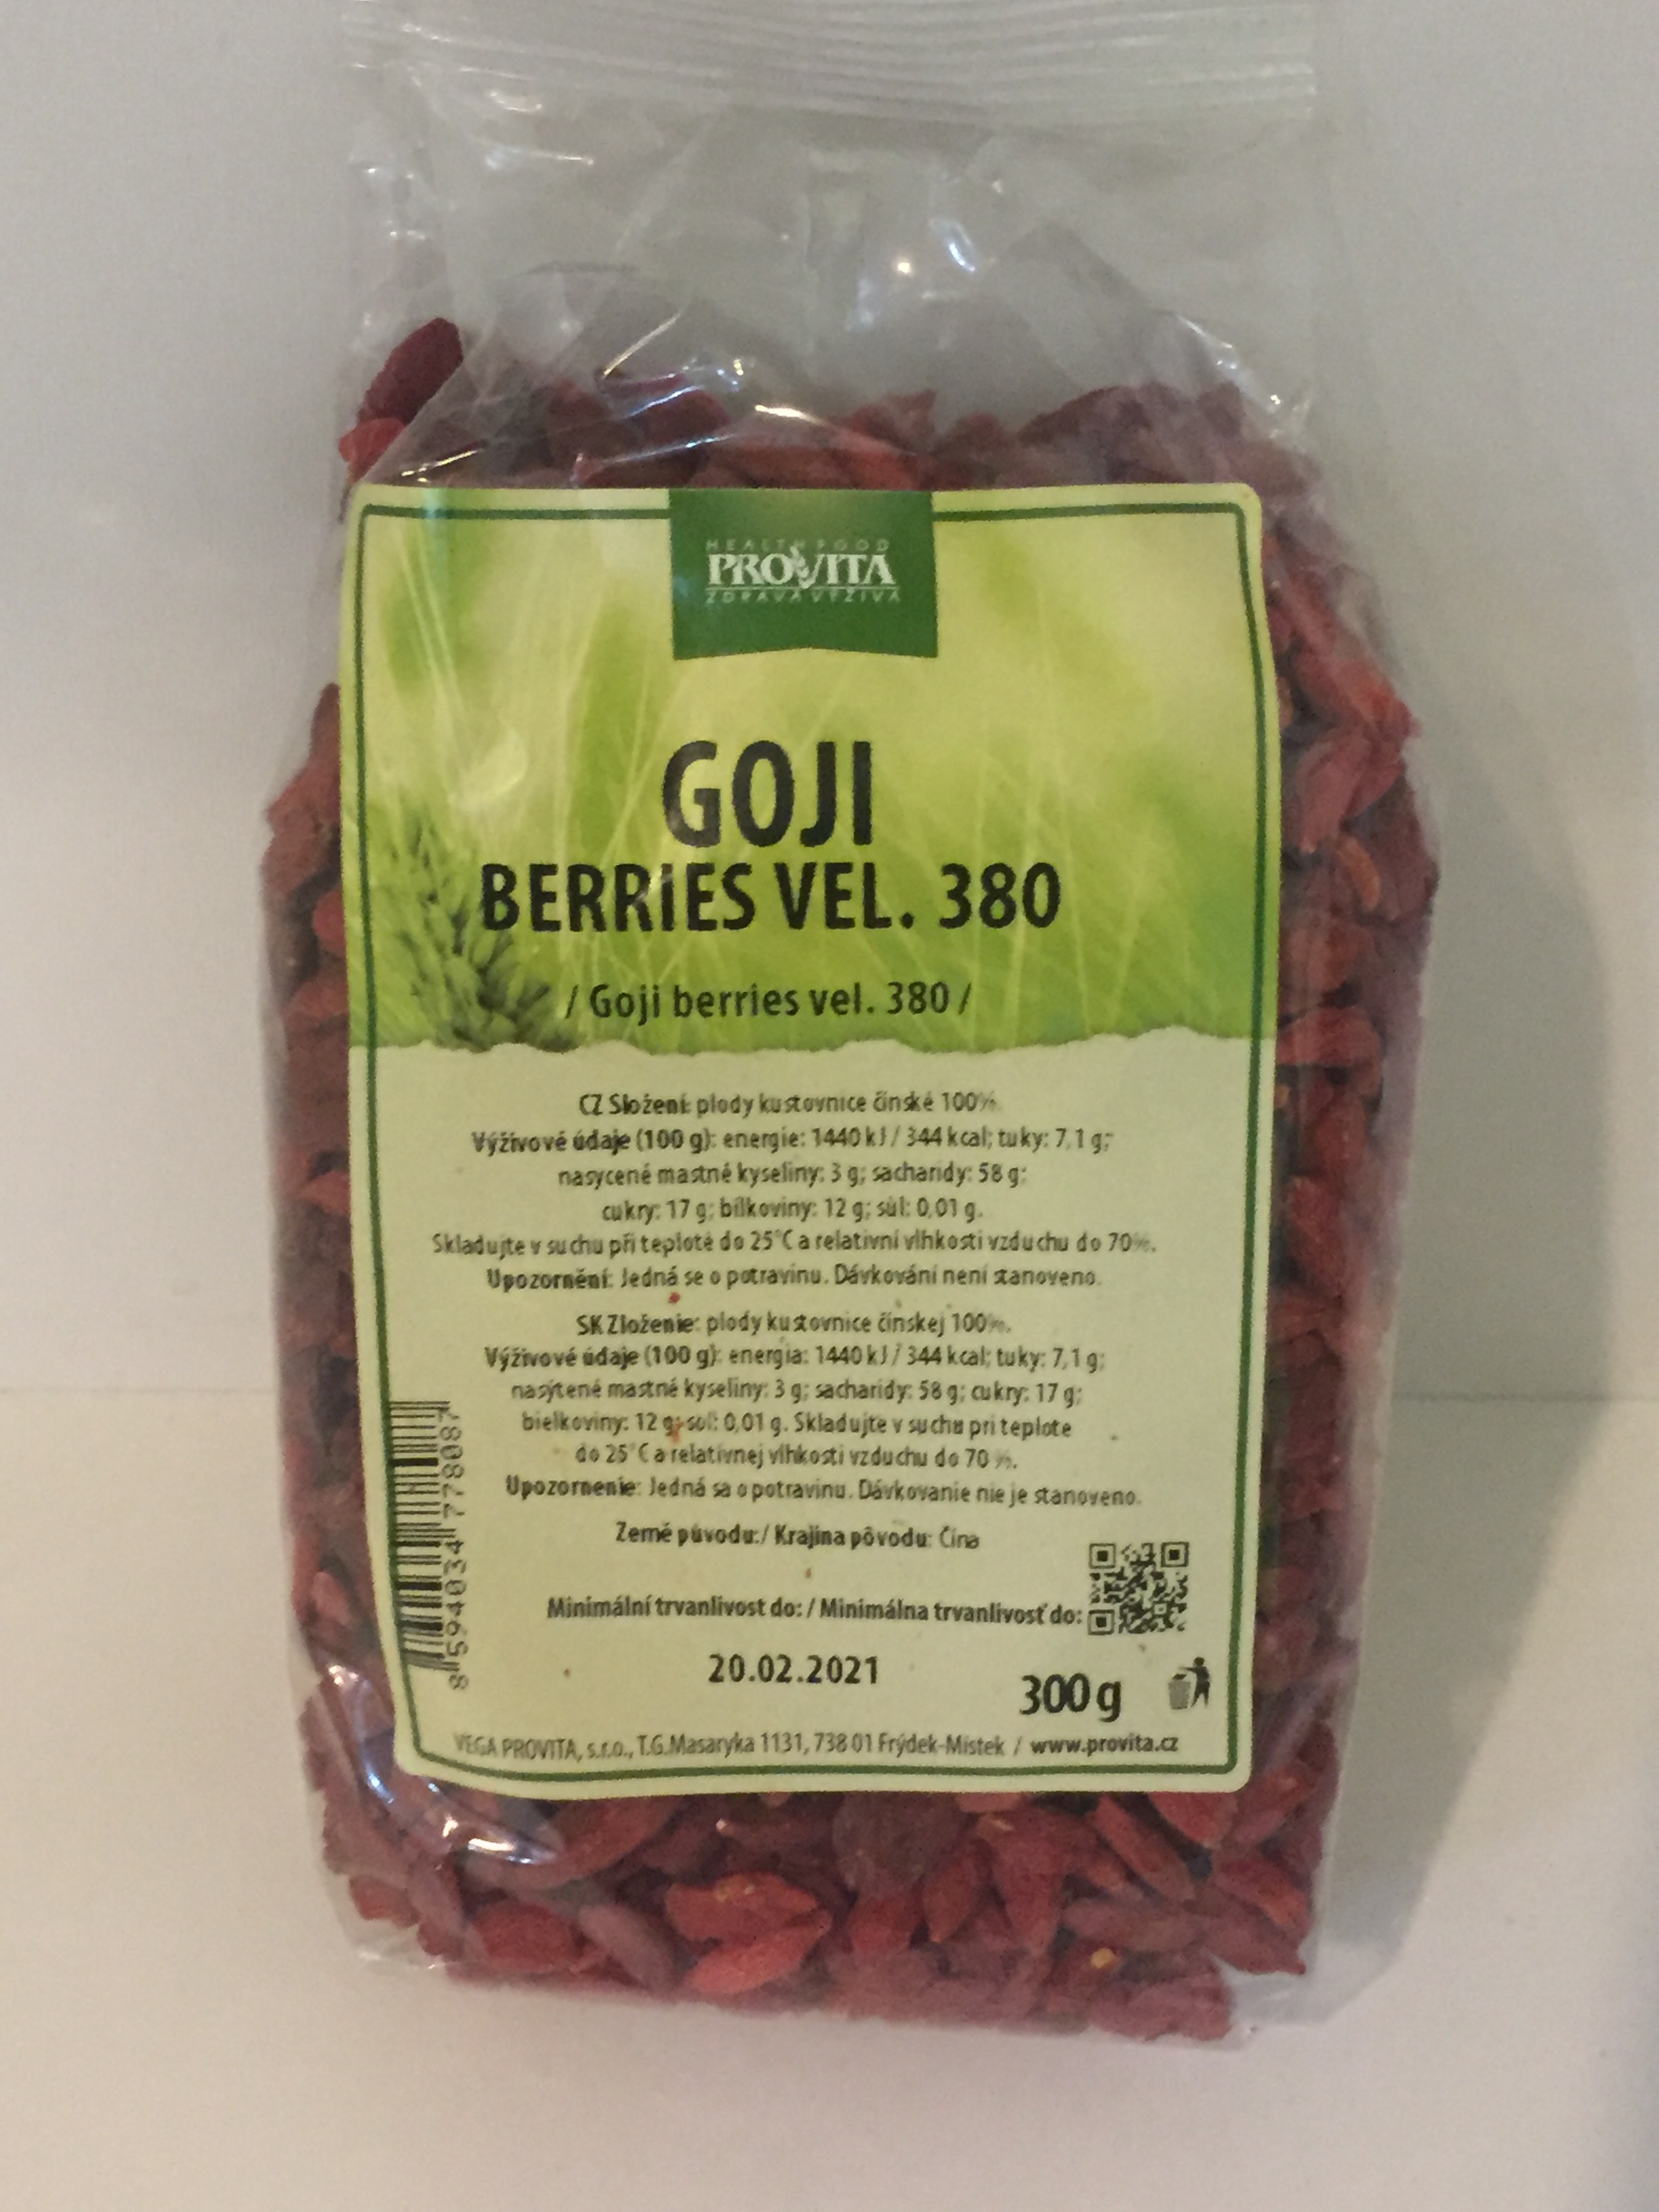 HEALTH FOOD
PROVITA
ZDRAVÁ VÝŽIVA
GOJI
BERRIES VEL. 380
/ Goji berries vel. 380 /
CZ Složení: plody kustovnice čínské 100%.
Výživové údaje (100 g): energie: 1440 kJ / 344 kcal; tuky: 7,1 g;
nasycené mastné kyseliny: 3 g; sacharidy: 58 g;
cukry: 17 g; bílkoviny: 12 g; sůl: 0,01 g.
Skladujte v suchu při teplotě do 25°C a relativní vlhkosti vzduchu do 70%.
Upozornění: Jedná se o potravinu. Dávkování není stanoveno.
SK Zloženie: plody kustovnice čínskej 100%.
Výživové údaje (100 g): energia: 1440 kJ / 344 kcal; tuky: 7,1 g;
nasýtené mastné kyseliny: 3 g; sacharidy: 58 g; cukry: 17 g;
bielkoviny: 12 g; soľ: 0,01 g. Skladujte v suchu pri teplote
do 25°C a relatívnej vlhkosti vzduchu do 70 %.
Upozornenie: Jedná sa o potravinu. Dávkovanie nie je stanoveno.
Země původu: / Krajina pôvodu: Čína
Minimální trvanlivost do: / Minimálna trvanlivosť do:
20.02.2021
300g
VEGA PROVITA, s.r.o., T.G.Masaryka 1131, 738 01 Frýdek-Místek / www.provita.cz
8 594034 778087